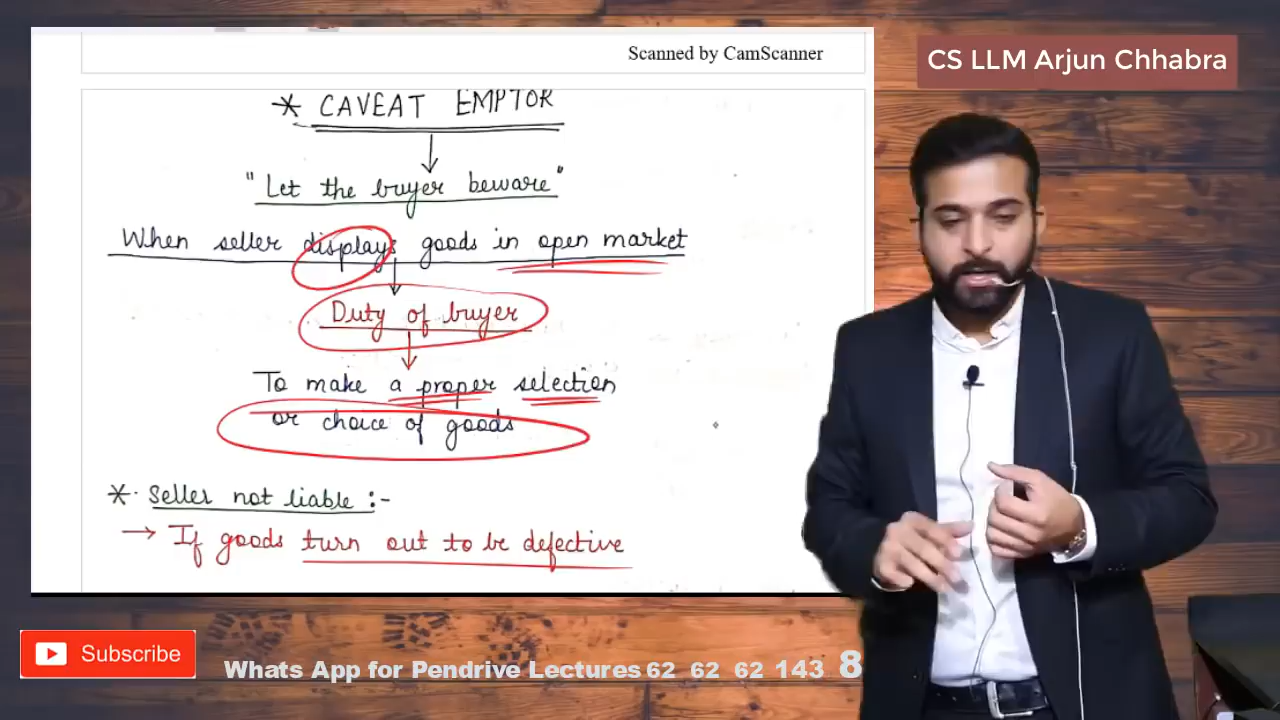 Scanned by CamScanner
CS LLM Arjun Chhabra
* CAVEAT EMPTOR
"Let the buyer beware"
When seller displays goods in open market
Duty of buyer
To make a proper selection
or choice of goods
* Seller not liable :-
→ If goods turn out to be defective
Subscribe
Whats App for Pendrive Lectures 62 62 62 143 8